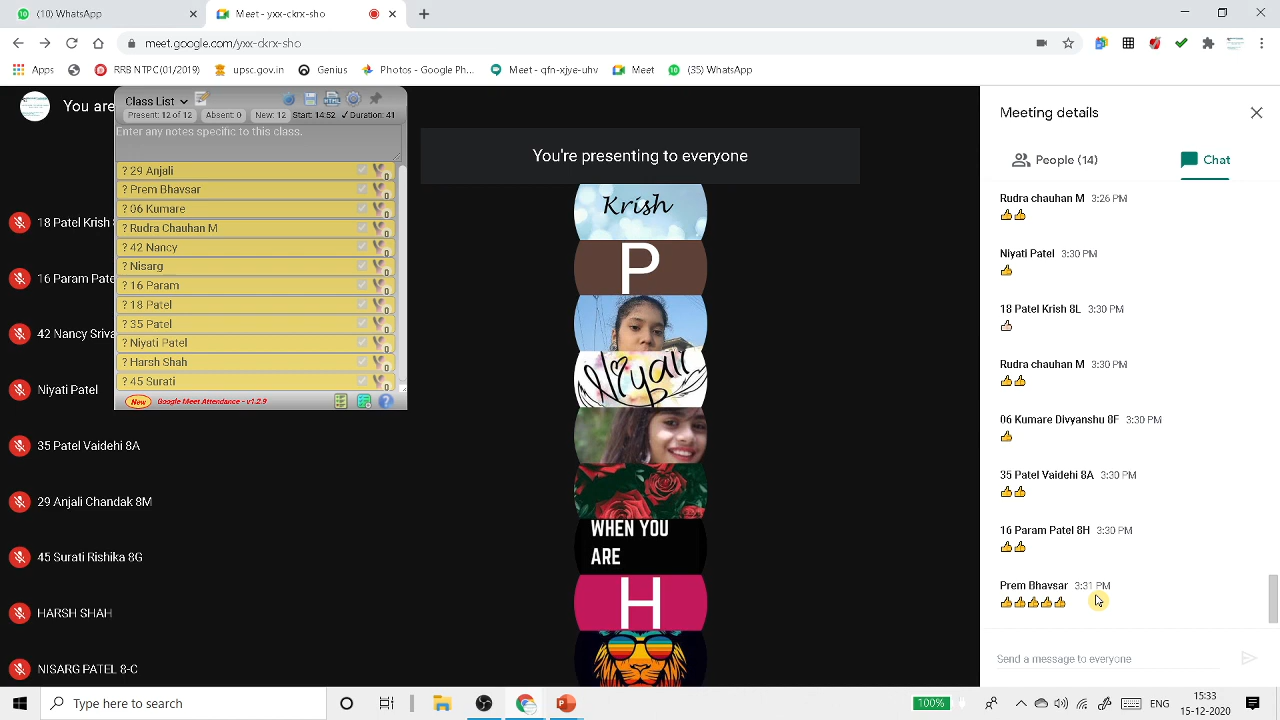 (10) WhatsApp
Meet - yxx-ckrx-sho
meet.google.com/yxx-ckrx-sho
Apps
RRB NTPC(01/2019)
upsc.gov...
Genius
Photos - Google Ph...
Meet - qfn-xjve-uhv
Meet
(35) WhatsApp
You are
Class List
Present: 12 of 12
Absent: 0
New: 12
Start: 14:52
Duration: 41
Enter any notes specific to this class.
? 29 Anjali
? Prem Bhavsar
? 06 Kumare
? Rudra Chauhan M
? 42 Nancy
? Nisarg
? 16 Param
? 18 Patel
? 35 Patel
? Niyati Patel
? Harsh Shah
? 45 Surati
New
Google Meet Attendance - v1.2.9
18 Patel Krish
16 Param Pate
42 Nancy Sriva
Niyati Patel
35 Patel Vaidehi 8A
29 Anjali Chandak 8M
45 Surati Rishika 8G
HARSH SHAH
NISARG PATEL 8-C
You're presenting to everyone
Krish
P
Niyati
WHEN YOU
ARE
H
Meeting details
People (14)
Chat
Rudra chauhan M 3:26 PM
👍👍
Niyati Patel 3:30 PM
👍
18 Patel Krish 8L 3:30 PM
👍🏻
Rudra chauhan M 3:30 PM
👍👍
06 Kumare Divyanshu 8F 3:30 PM
👍
35 Patel Vaidehi 8A 3:30 PM
👍👍
16 Param Patel 8H 3:30 PM
👍👍
Prem Bhavsar 3:31 PM
👍👍👍👍👍
Send a message to everyone
Type here to search
100%
ENG
15:33
15-12-2020